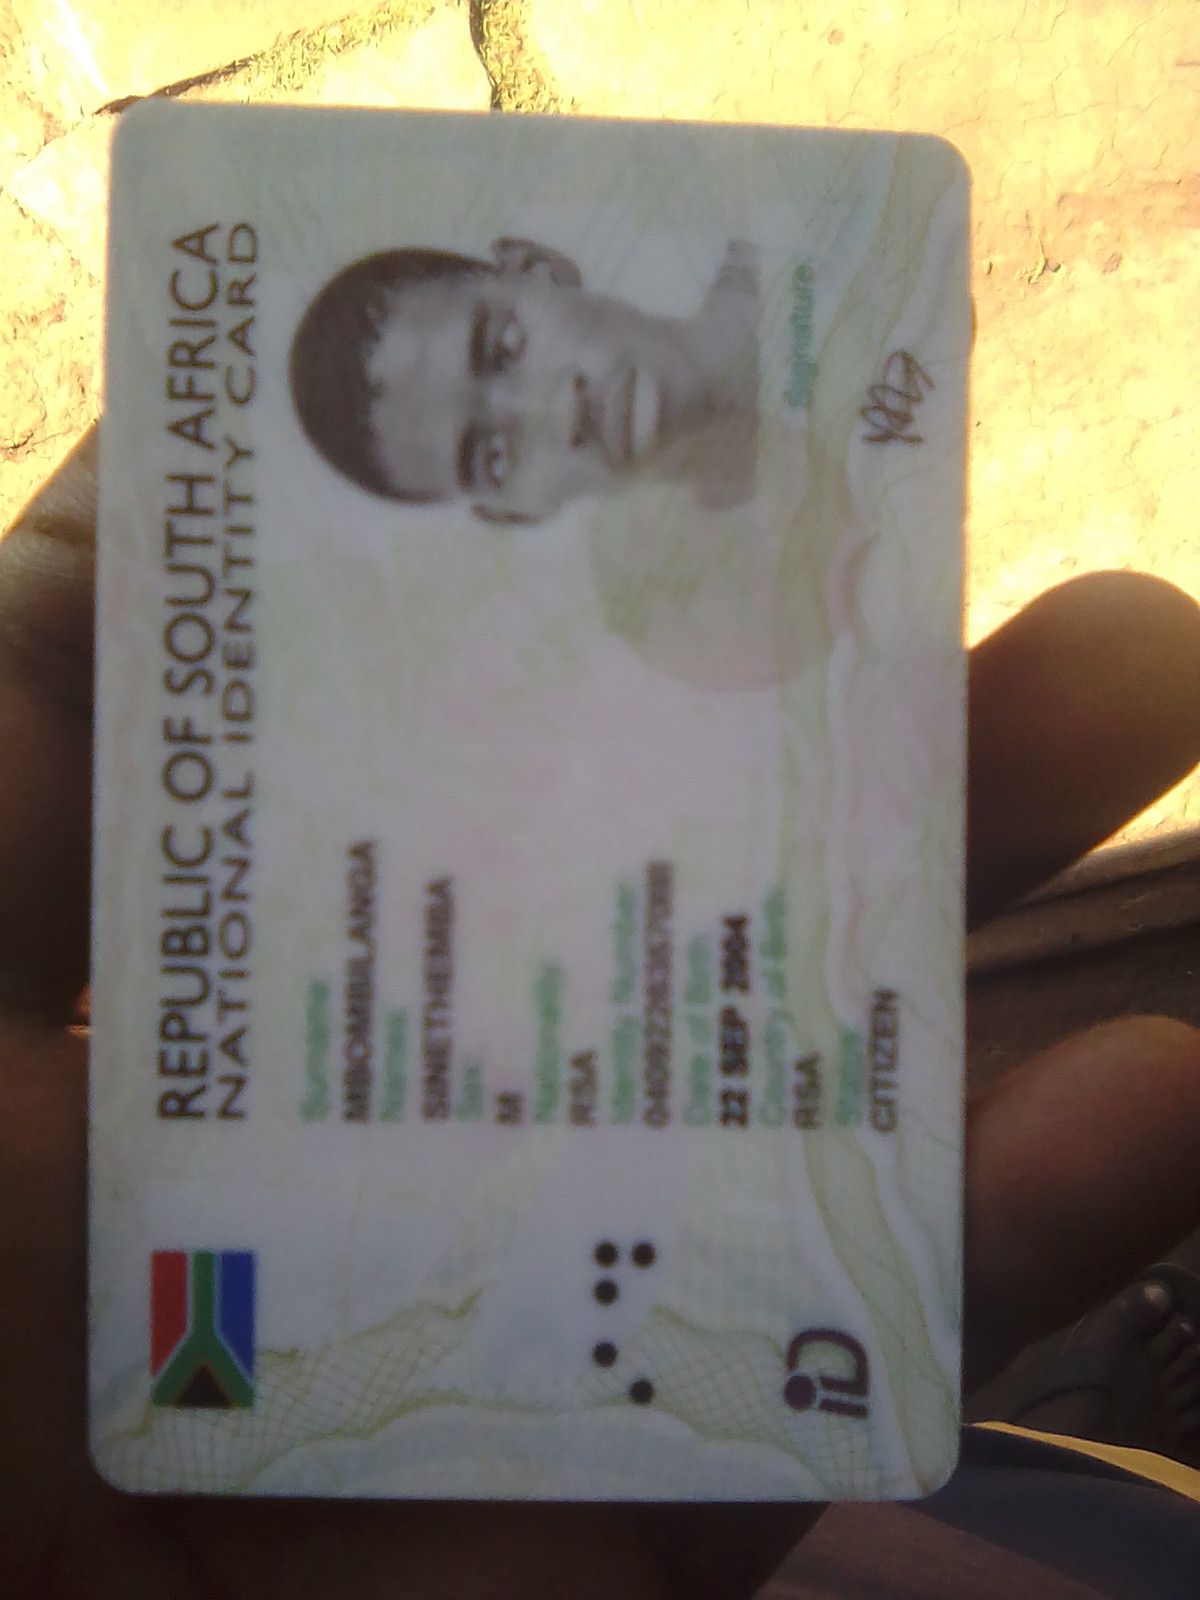 REPUBLIC OF SOUTH AFRICA
NATIONAL IDENTITY CARD
Surname:
MBOMBILANGA
Names:
SINETHEMBA
Sex:
M
Nationality:
RSA
Identity Number:
Date of Birth:
22 SEP 2004
Country of Birth:
RSA
Status:
CITIZEN
Signature:
iD